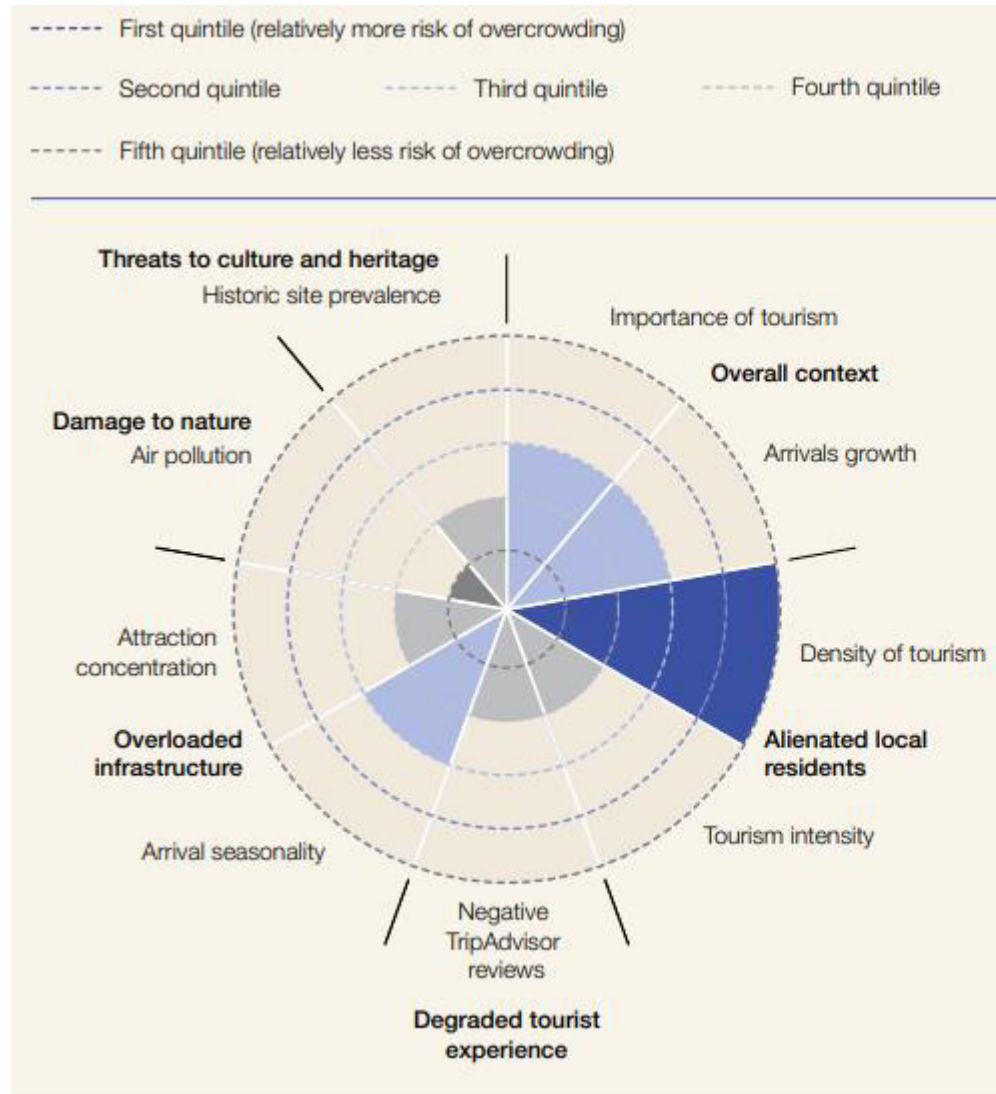 First quintile (relatively more risk of overcrowding)
Second quintile
Third quintile
Fourth quintile
Fifth quintile (relatively less risk of overcrowding)
Threats to culture and heritage
Historic site prevalence
Importance of tourism
Overall context
Damage to nature
Air pollution
Arrivals growth
Attraction
concentration
Density of tourism
Overloaded
infrastructure
Alienated local
residents
Arrival seasonality
Tourism intensity
Negative
TripAdvisor
reviews
Degraded tourist
experience